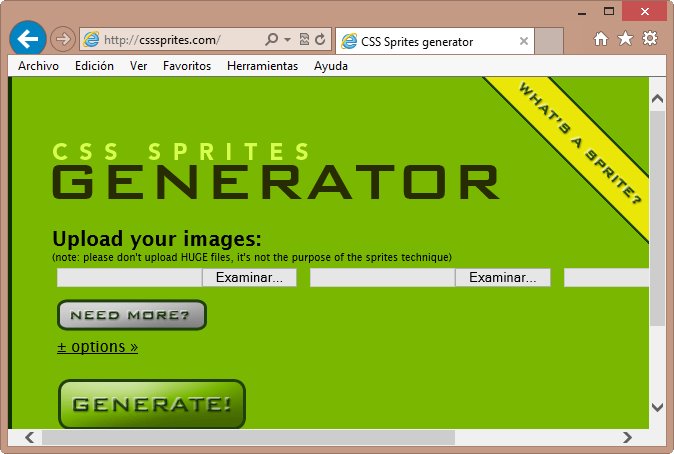 http://csssprites.com/
CSS Sprites generator
Archivo Edición Ver Favoritos Herramientas Ayuda
WHAT'S A SPRITE?
CSS SPRITES
GENERATOR
Upload your images:
(note: please don't upload HUGE files, it's not the purpose of the sprites technique)
Examinar... Examinar...
NEED MORE?
± options »
GENERATE!